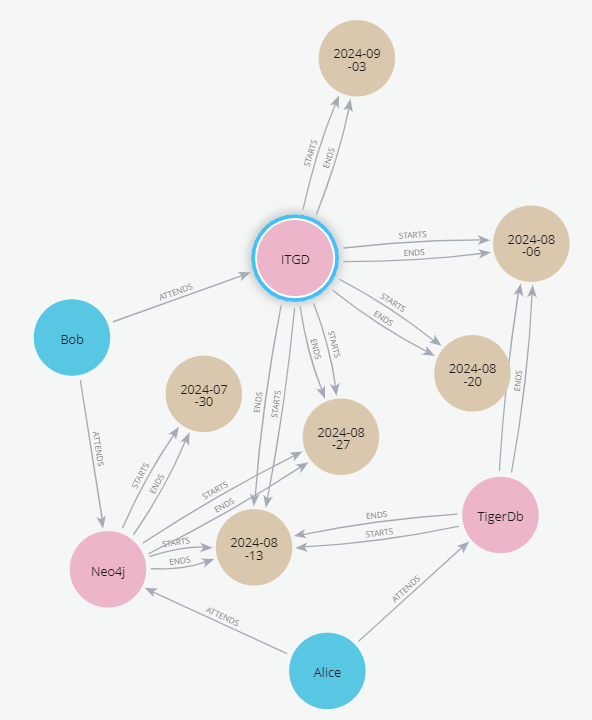 2024-09
-03
STARTS
ENDS
2024-08
-06
STARTS
ENDS
ITGD
ATTENDS
STARTS
ENDS
Bob
ENDS
STARTS
2024-08
-20
2024-07
-30
ENDS
STARTS
ENDS
ATTENDS
2024-08
-27
STARTS
ENDS
STARTS
ENDS
TigerDb
ENDS
STARTS
STARTS
ENDS
2024-08
-13
Neo4j
ATTENDS
ATTENDS
Alice